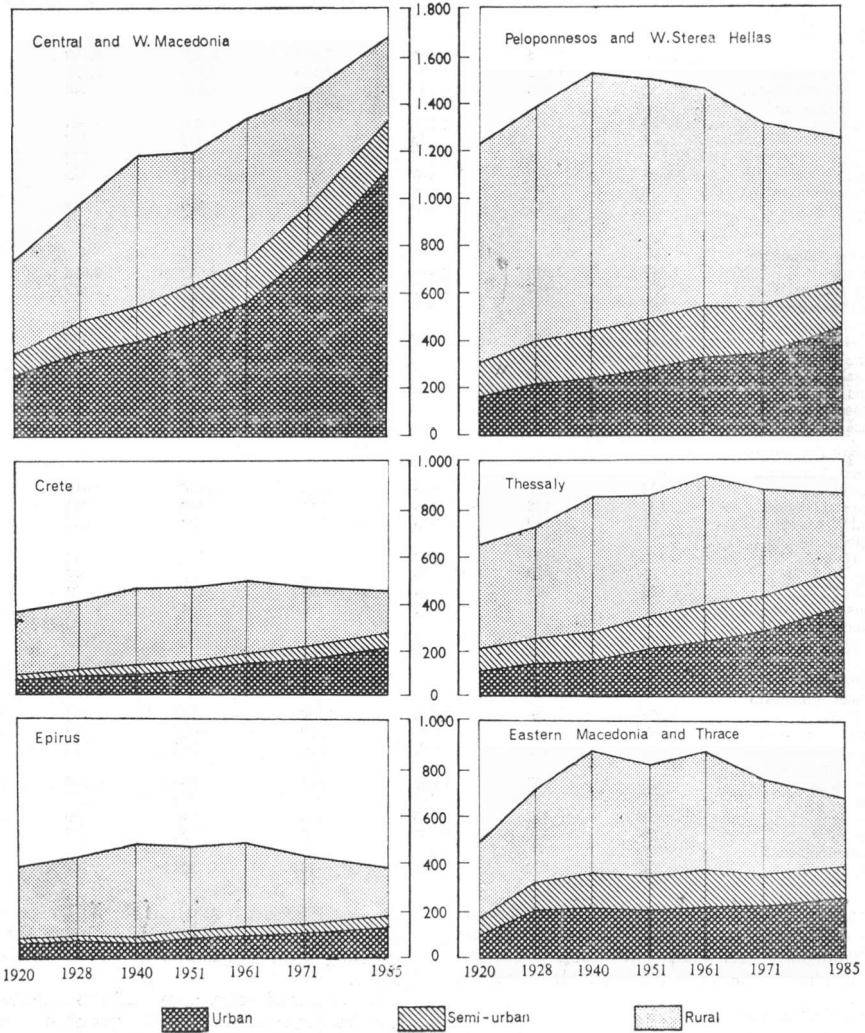 Central and W. Macedonia
1.800
1.600
1.400
1.200
1.000
800
600
400
200
0
Peloponnesos and W. Sterea Hellas
Crete
1.000
800
600
400
200
0
Thessaly
Epirus
1.000
800
600
400
200
0
Eastern Macedonia and Thrace
1920 1928 1940 1951 1961 1971 1985 1920 1928 1940 1951 1961 1971 1985
Urban Semi-urban Rural